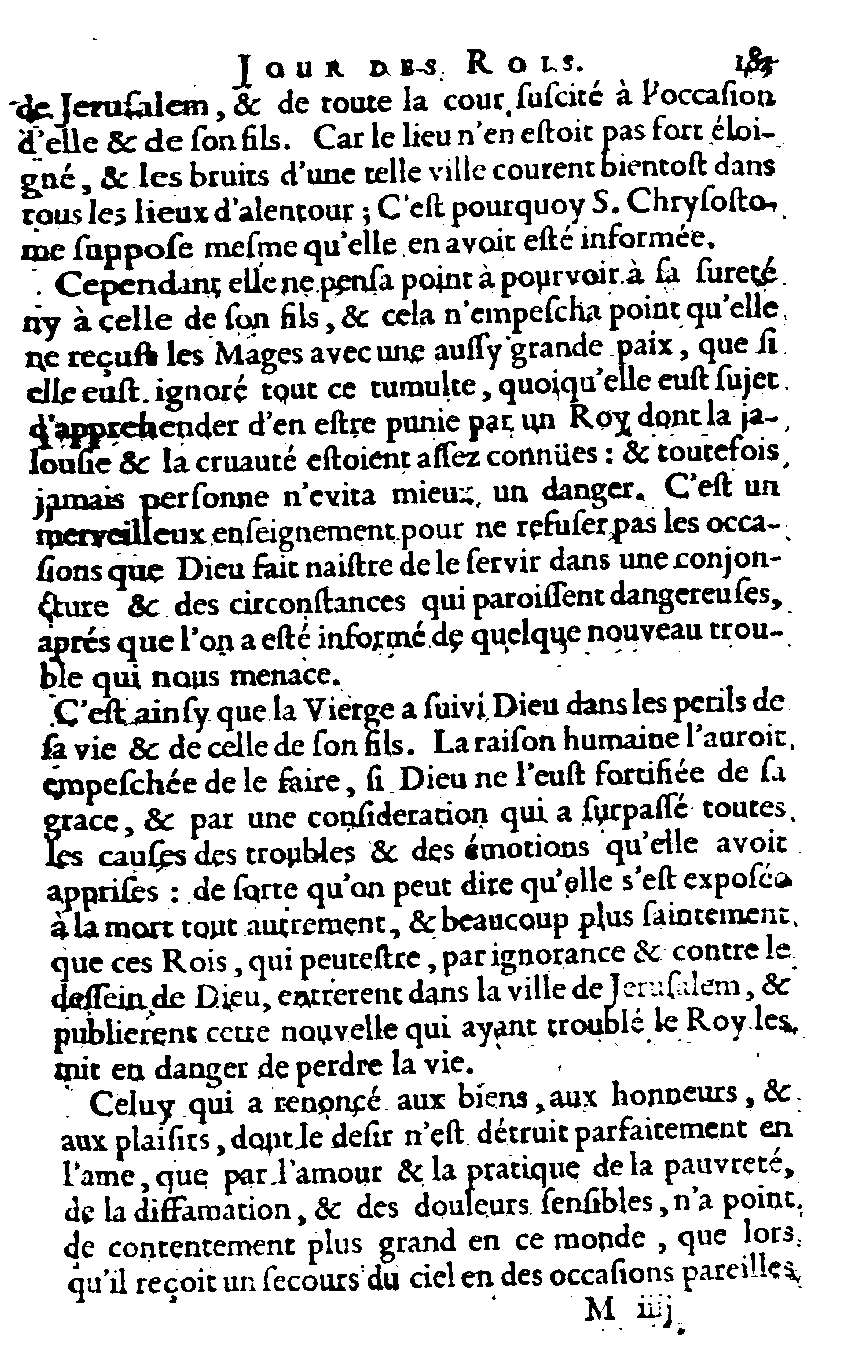 JOUR DES ROIS. 183
de Jerusalem, & de toute la cour suscité à l'occasion
d'elle & de son fils. Car le lieu n'en estoit pas fort éloi-
gné, & les bruits d'une telle ville courent bientost dans
tous les lieux d'alentour ; C'est pourquoy S. Chrysosto-
me suppose mesme qu'elle en avoit esté informée.
Cependant elle ne pensa point à pourvoir à sa sureté
ny à celle de son fils, & cela n'empescha point qu'elle
ne reçust les Mages avec une aussy grande paix, que si
elle eust ignoré tout ce tumulte, quoiqu'elle eust sujet
d'apprehender d'en estre punie par un Roy dont la ja-
lousie & la cruauté estoient assez connües : & toutefois
jamais personne n'evita mieux un danger. C'est un
merveilleux enseignement pour ne refuser pas les occa-
sions que Dieu fait naistre de le servir dans une conjon-
cture & des circonstances qui paroissent dangereuses,
aprés que l'on a esté informé de quelque nouveau trou-
ble qui nous menace.
C'est ainsy que la Vierge a suivi Dieu dans les perils de
sa vie & de celle de son fils. La raison humaine l'auroit
empeschée de le faire, si Dieu ne l'eust fortifiée de sa
grace, & par une consideration qui a surpassé toutes
les causes des troubles & des émotions qu'elle avoit
apprises : de sorte qu'on peut dire qu'elle s'est exposée
à la mort tout autrement, & beaucoup plus saintement
que ces Rois, qui peutestre, par ignorance & contre le
dessein de Dieu, entrerent dans la ville de Jerusalem, &
publierent cette nouvelle qui ayant troublé le Roy les
mit en danger de perdre la vie.
Celuy qui a renoncé aux biens, aux honneurs, &
aux plaisirs, dont le desir n'est détruit parfaitement en
l'ame, que par l'amour & la pratique de la pauvreté,
de la diffamation, & des douleurs sensibles, n'a point
de contentement plus grand en ce monde, que lors
qu'il reçoit un secours du ciel en des occasions pareilles
M iiij